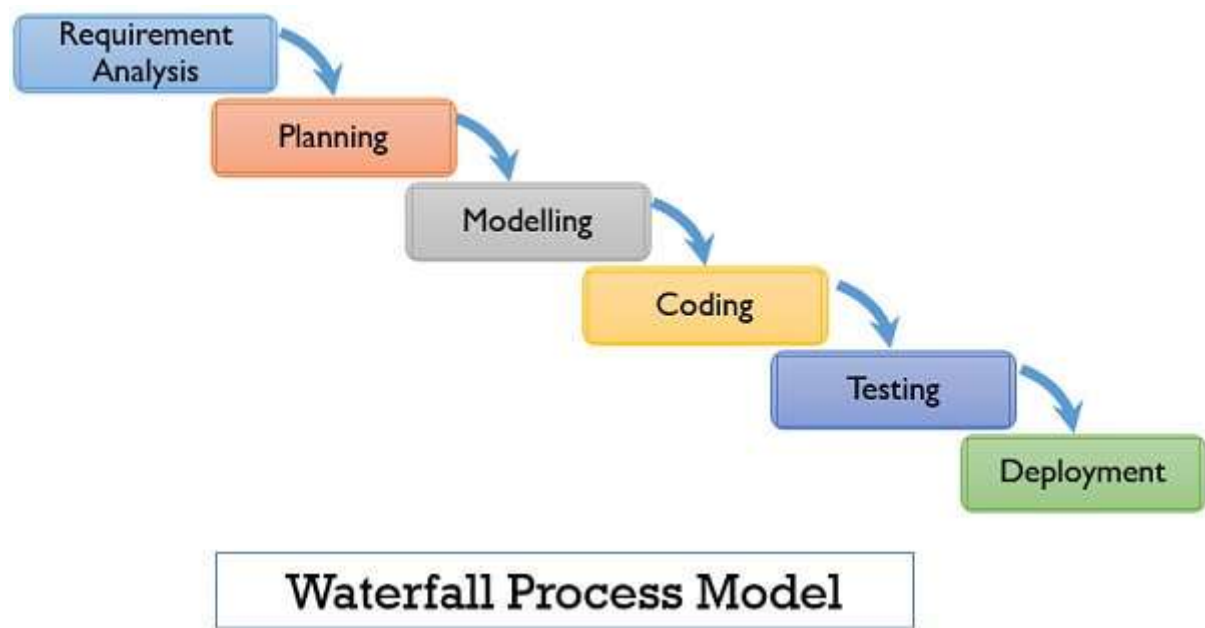 Requirement
Analysis
Planning
Modelling
Coding
Testing
Deployment
Waterfall Process Model